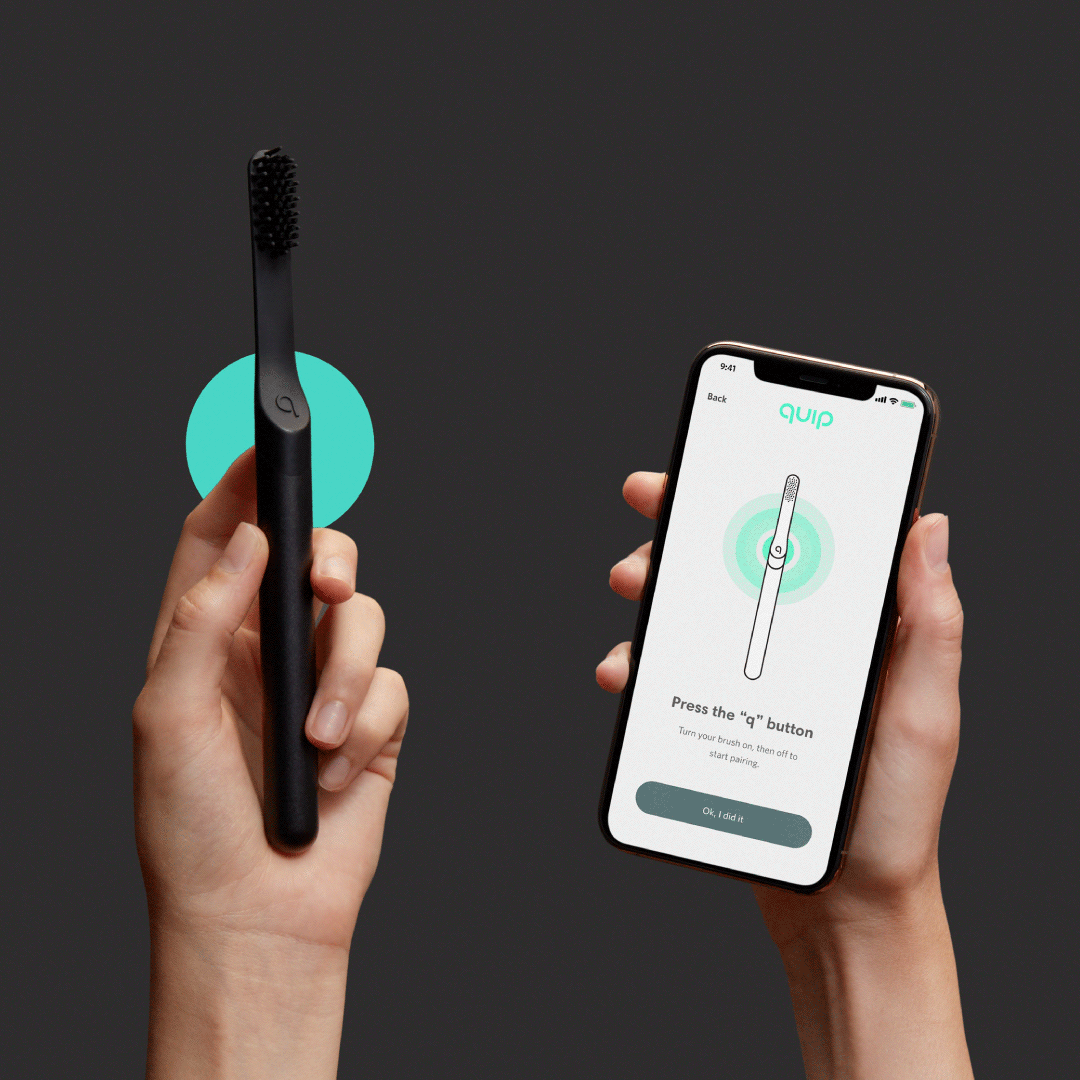 q
9:41
Back
quip
q
Press the “q” button
Turn your brush on, then off to
start pairing.
Ok, I did it